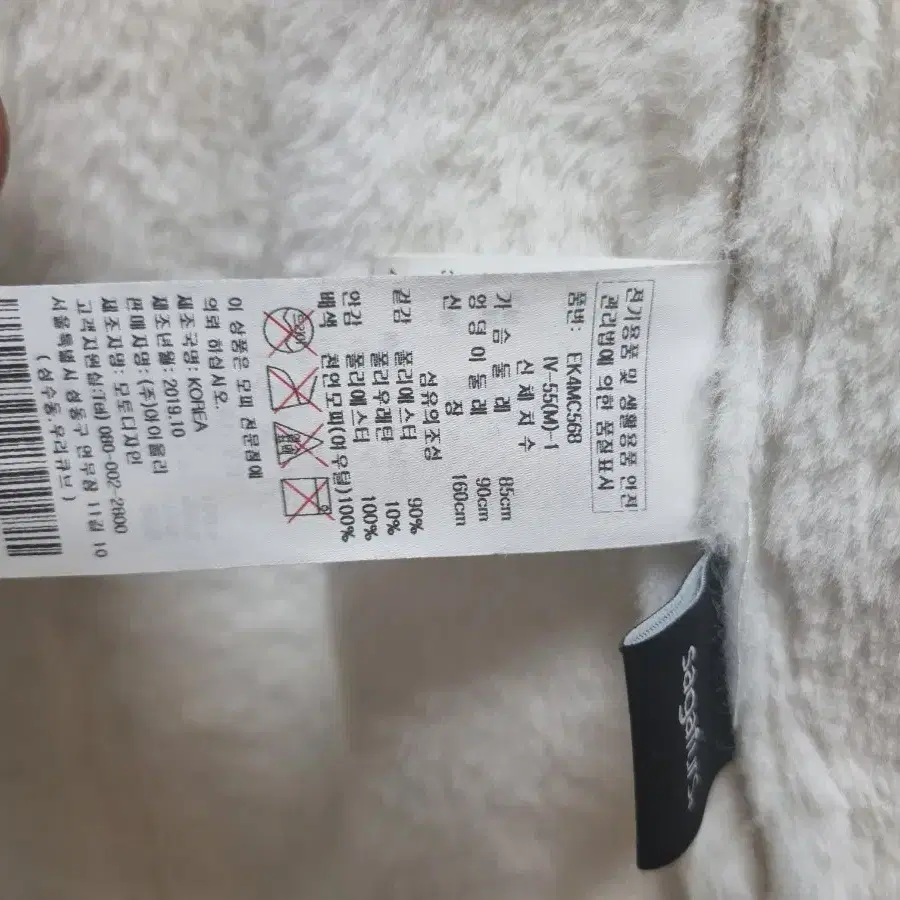 전기용품 및 생활용품 안전
관리법에 의한 품질표시
품번: EK4MC568
IV-55(M)-1
신체치수
가슴둘레 85cm
엉덩이둘레 90cm
신장 160cm
섬유의조성
겉감 폴리에스터 90%
폴리우레탄 10%
안감 폴리에스터 100%
배색 천연모피(여우털)100%
이 상품은 모피 전문점에
의뢰 하십시오.
제조국명: KOREA
제조년월: 2019.10
판매자명: (주)아이올리
제조자명: 모토디자인
고객지원실/Tel) 080-002-2600
서울특별시 성동구 연무장 11길 10
(성수동,우리큐브)
sagafurs